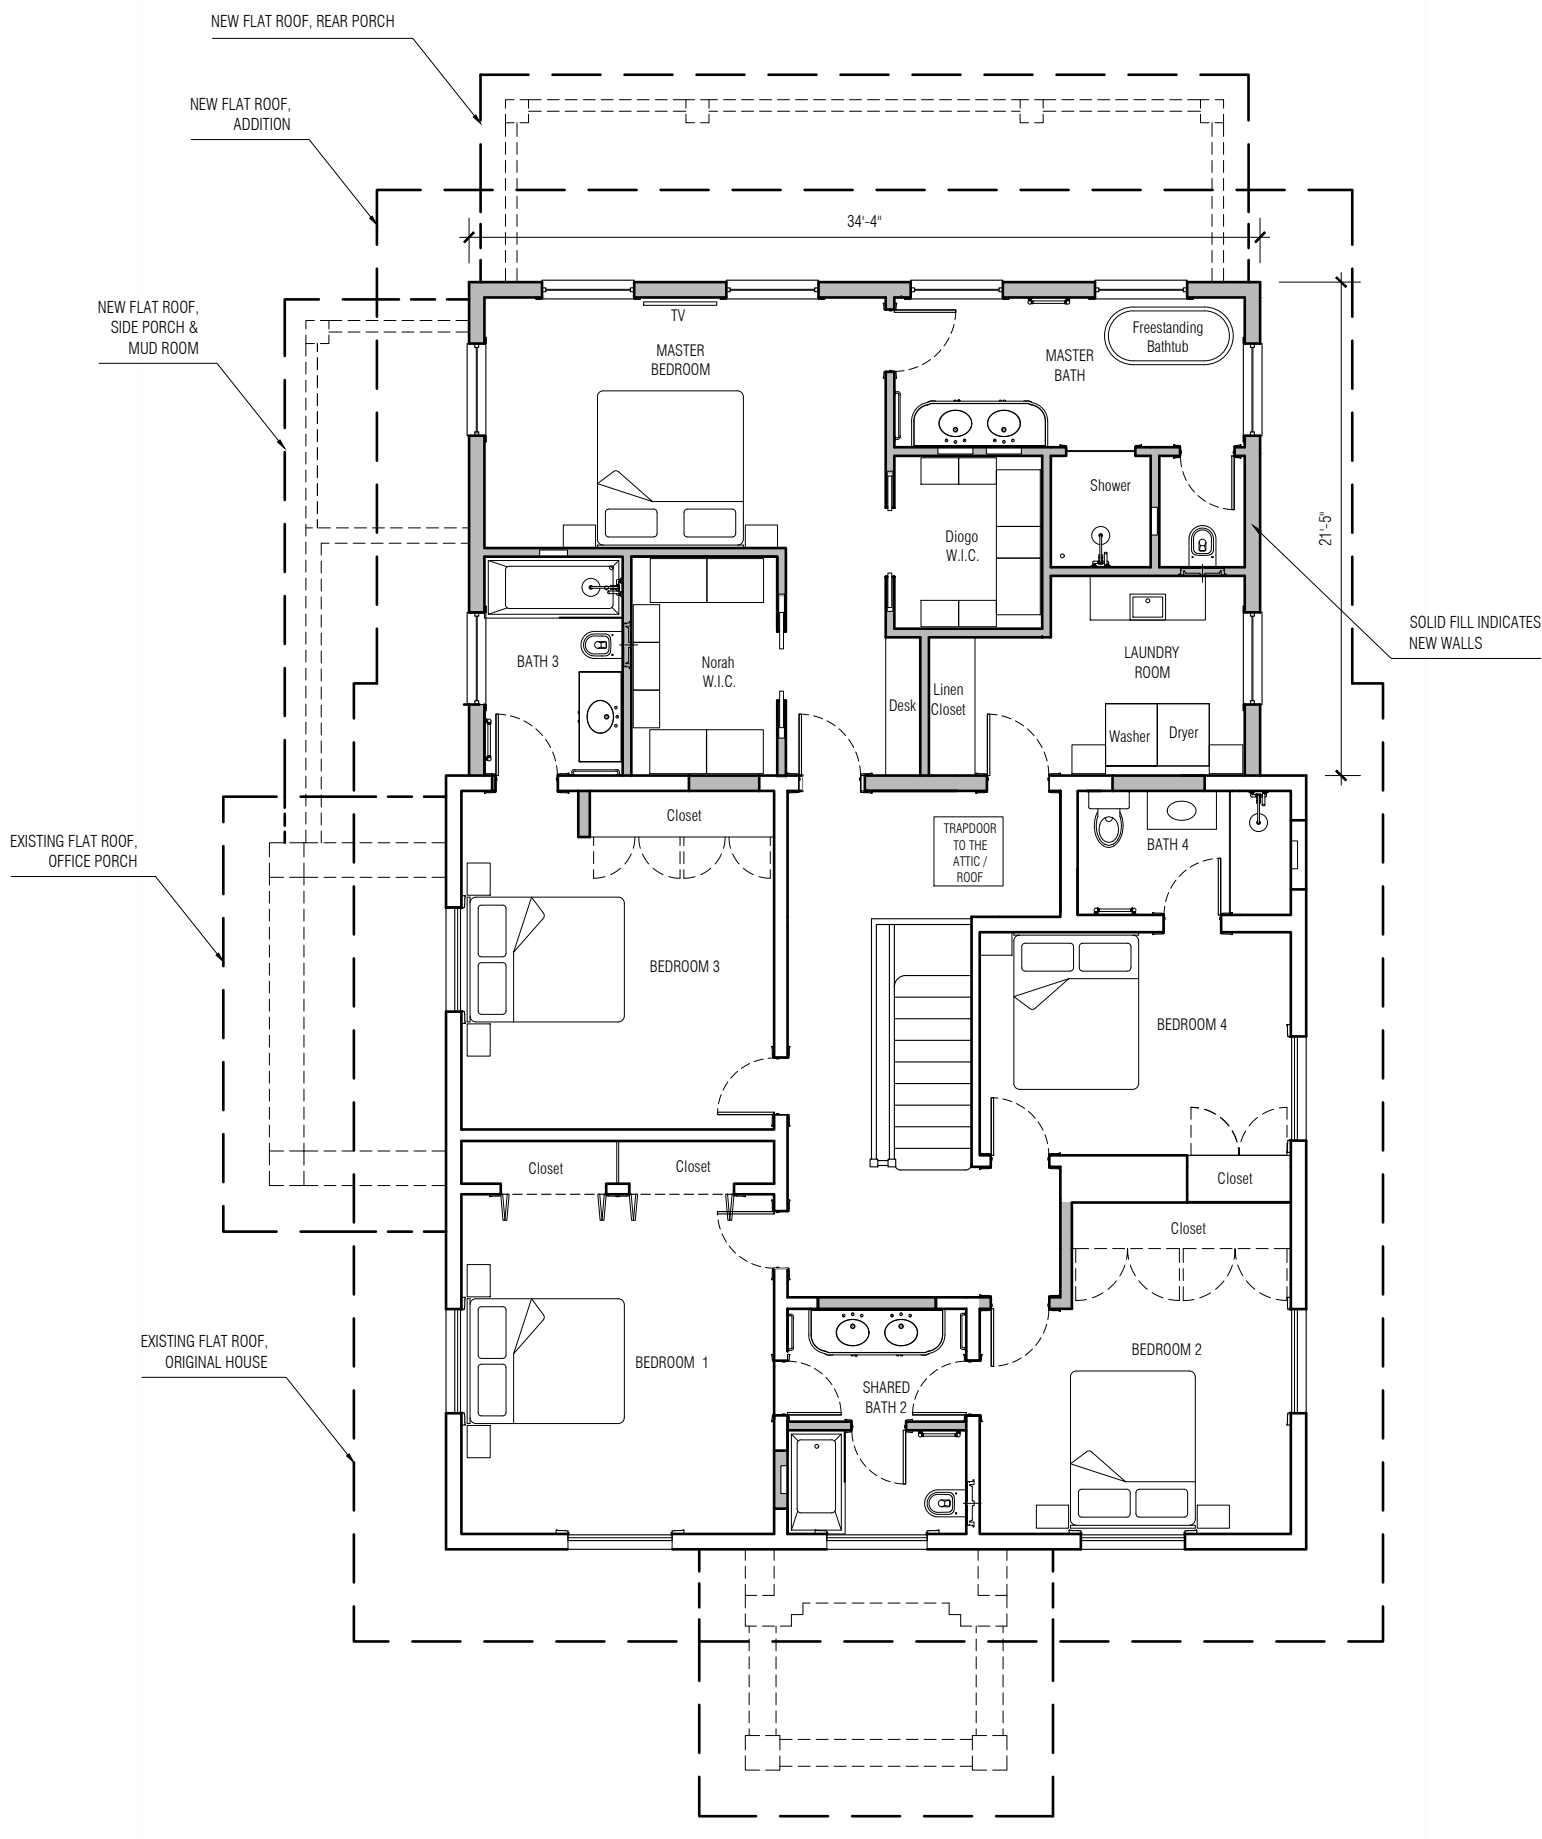 NEW FLAT ROOF, REAR PORCH
NEW FLAT ROOF,
ADDITION
34'-4"
NEW FLAT ROOF,
SIDE PORCH &
MUD ROOM
TV
MASTER
BEDROOM
MASTER
BATH
Freestanding
Bathtub
Shower
Diogo
W.I.C.
21'-5"
SOLID FILL INDICATES
NEW WALLS
BATH 3
Norah
W.I.C.
Desk
Linen
Closet
LAUNDRY
ROOM
Washer
Dryer
EXISTING FLAT ROOF,
OFFICE PORCH
Closet
TRAPDOOR
TO THE
ATTIC /
ROOF
BATH 4
BEDROOM 3
BEDROOM 4
Closet
Closet
Closet
Closet
EXISTING FLAT ROOF,
ORIGINAL HOUSE
BEDROOM 1
SHARED
BATH 2
BEDROOM 2